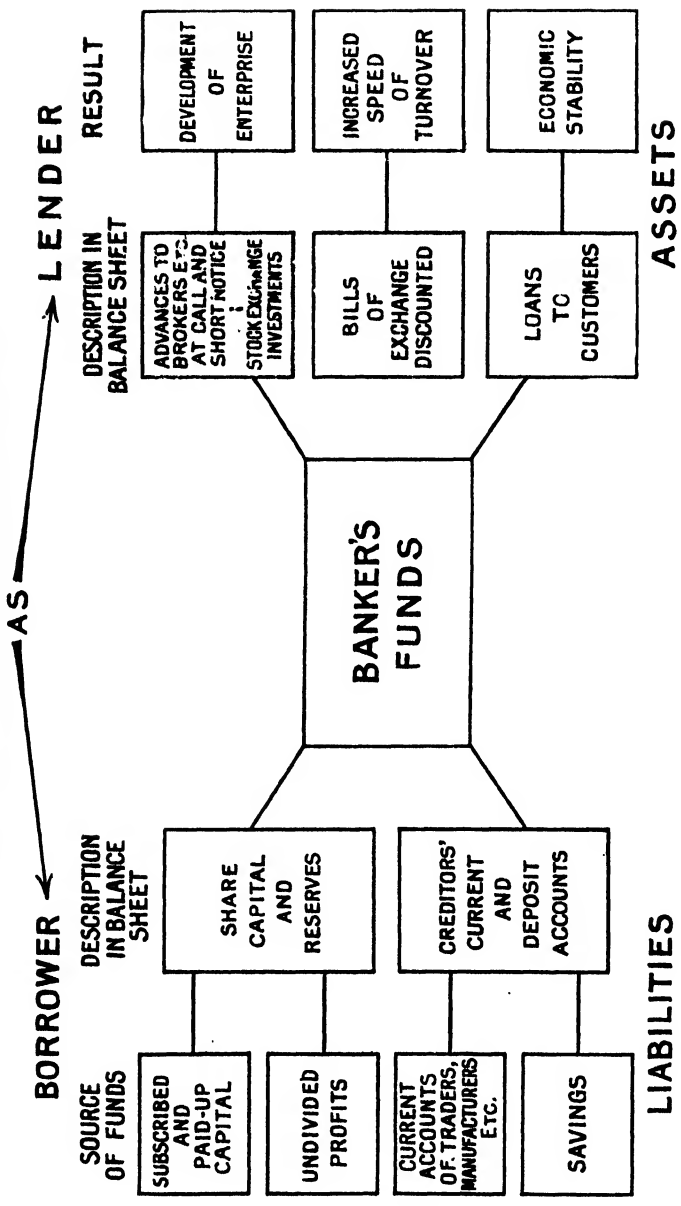 AS
BORROWER
LENDER
SOURCE
OF FUNDS
DESCRIPTION
IN BALANCE
SHEET
DESCRIPTION IN
BALANCE SHEET
RESULT
SUBSCRIBED
AND
PAID-UP
CAPITAL
UNDIVIDED
PROFITS
CURRENT
ACCOUNTS
OF. TRADERS,
MANUFACTURERS
ETC.
SAVINGS
SHARE
CAPITAL
AND
RESERVES
CREDITORS'
CURRENT
AND
DEPOSIT
ACCOUNTS
BANKER'S
FUNDS
ADVANCES TO
BROKERS ETC.
AT CALL AND
SHORT NOTICE
&
STOCK EXCHANGE
INVESTMENTS
BILLS
OF
EXCHANGE
DISCOUNTED
LOANS
TO
CUSTOMERS
DEVELOPMENT
OF
ENTERPRISE
INCREASED
SPEED
OF
TURNOVER
ECONOMIC
STABILITY
LIABILITIES
ASSETS